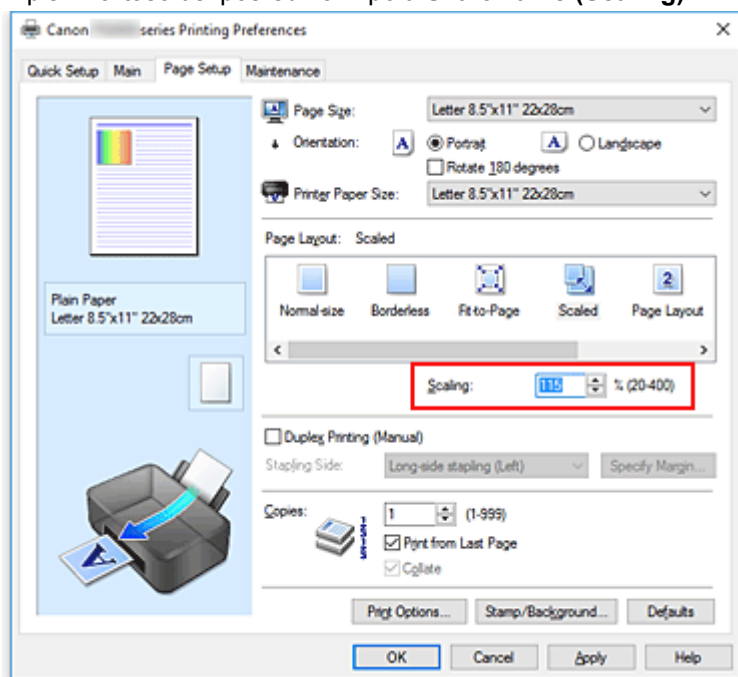 Canon series Printing Preferences
Quick Setup Main Page Setup Maintenance
Page Size: Letter 8.5"x11" 22x28cm
Orientation: A Portrait A Landscape
Rotate 180 degrees
Printer Paper Size: Letter 8.5"x11" 22x28cm
Page Layout: Scaled
Normal-size Borderless Fit-to-Page Scaled Page Layout
Plain Paper
Letter 8.5"x11" 22x28cm
Scaling: 115 % (20-400)
Duplex Printing (Manual)
Stapling Side: Long-side stapling (Left) Specify Margin...
Copies: 1 (1-999)
Print from Last Page
Collate
Print Options... Stamp/Background... Defaults
OK Cancel Apply Help